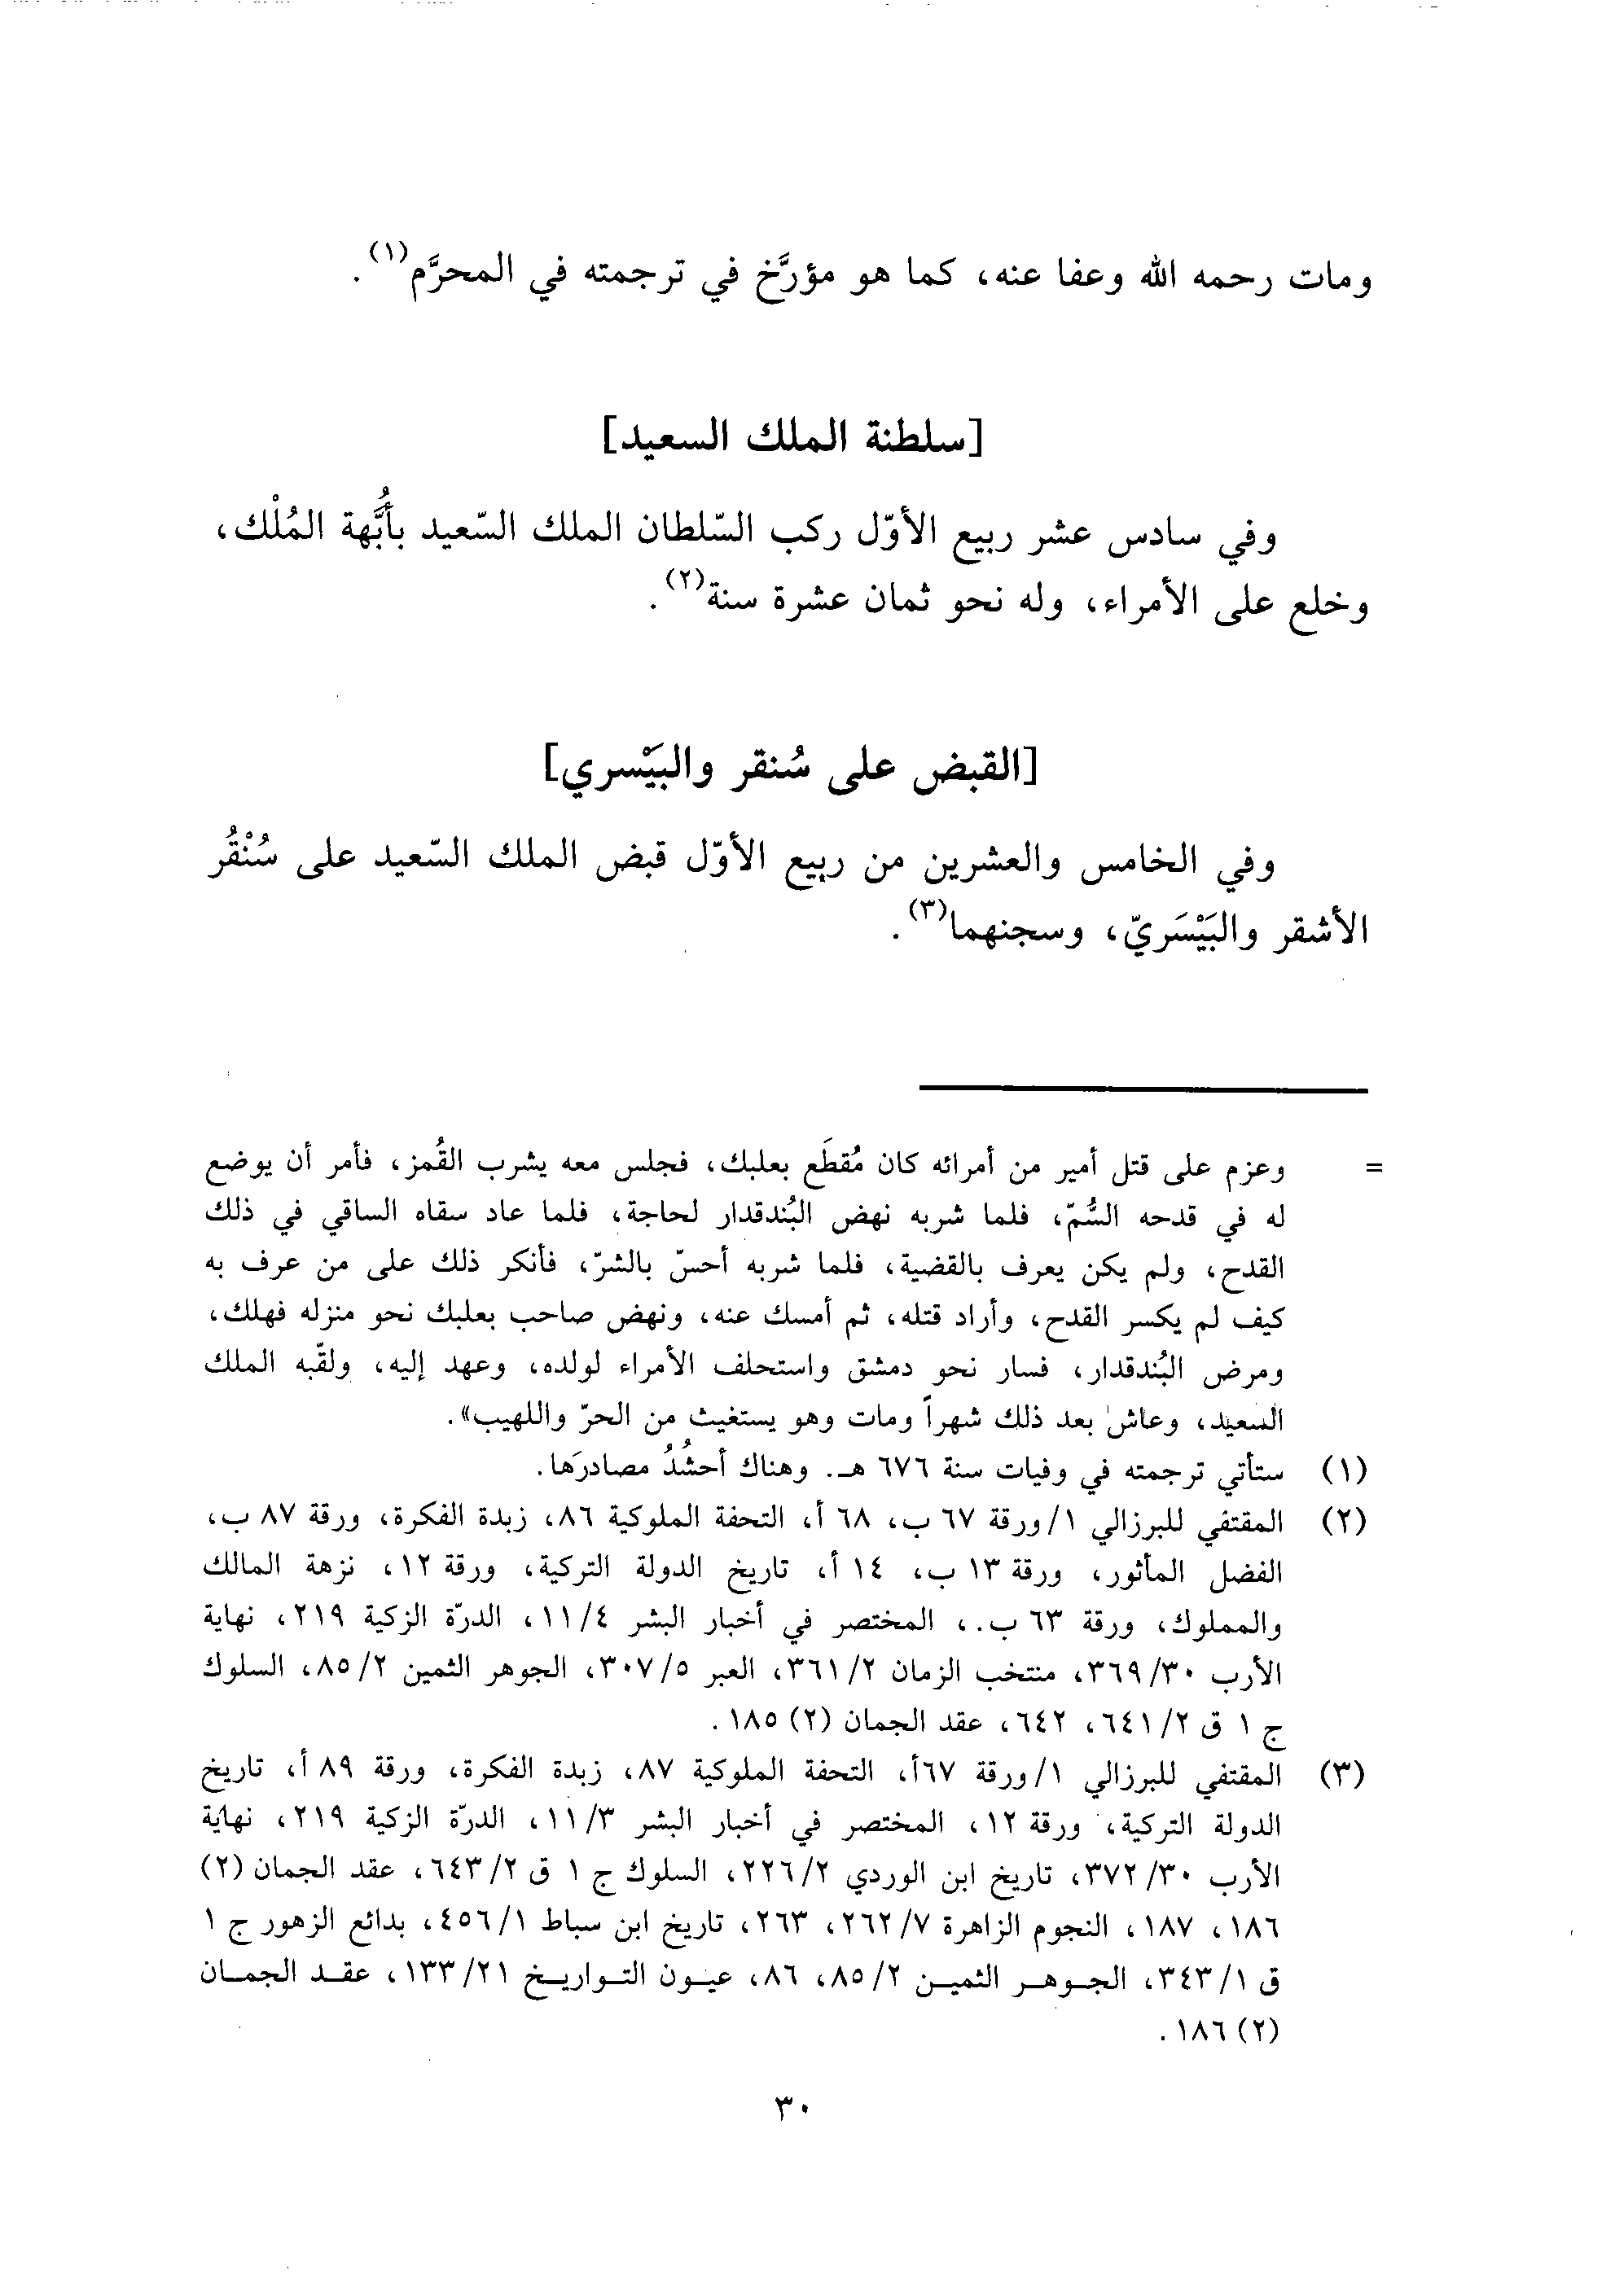 ومات رحمه الله وعفا عنه، كما هو مؤرَّخ في ترجمته في المحرَّم(١).
[سلطنة الملك السعيد]
وفي سادس عشر ربيع الأوّل ركب السّلطان الملك السّعيد بأُبَّهة المُلْك،
وخلع على الأمراء، وله نحو ثمان عشرة سنة(٢).
[القبض على سُنقر والبَيْسري]
وفي الخامس والعشرين من ربيع الأوّل قبض الملك السّعيد على سُنْقُر
الأشقر والبَيْسَريّ، وسجنهما(٣).
= وعزم على قتل أمير من أمرائه كان مُقطَع بعلبك، فجلس معه يشرب القُمز، فأمر أن يوضع
له في قدحه السُّمّ، فلما شربه نهض البُندقدار لحاجة، فلما عاد سقاه الساقي في ذلك
القدح، ولم يكن يعرف بالقضية، فلما شربه أحسّ بالشرّ، فأنكر ذلك على من عرف به
كيف لم يكسر القدح، وأراد قتله، ثم أمسك عنه، ونهض صاحب بعلبك نحو منزله فهلك،
ومرض البُندقدار، فسار نحو دمشق واستحلف الأمراء لولده، وعهد إليه، ولقّبه الملك
السعيد، وعاش بعد ذلك شهراً ومات وهو يستغيث من الحرّ واللهيب».
(١) ستأتي ترجمته في وفيات سنة ٦٧٦ هـ. وهناك أحشُدُ مصادرَها.
(٢) المقتفي للبرزالي ١/ورقة ٦٧ ب، ٦٨ أ، التحفة الملوكية ٨٦، زبدة الفكرة، ورقة ٨٧ ب،
الفضل المأثور، ورقة ١٣ ب، ١٤ أ، تاريخ الدولة التركية، ورقة ١٢، نزهة المالك
والمملوك، ورقة ٦٣ ب.، المختصر في أخبار البشر ١١/٤، الدرّة الزكية ٢١٩، نهاية
الأرب ٣٦٩/٣٠، منتخب الزمان ٣٦١/٢، العبر ٣٠٧/٥، الجوهر الثمين ٨٥/٢، السلوك
ج ١ ق ٦٤١/٢، ٦٤٢، عقد الجمان (٢) ١٨٥.
(٣) المقتفي للبرزالي ١/ورقة ٦٧أ، التحفة الملوكية ٨٧، زبدة الفكرة، ورقة ٨٩ أ، تاريخ
الدولة التركية، ورقة ١٢، المختصر في أخبار البشر ١١/٣، الدرّة الزكية ٢١٩، نهاية
الأرب ٣٧٢/٣٠، تاريخ ابن الوردي ٢٢٦/٢، السلوك ج ١ ق ٦٤٣/٢، عقد الجمان (٢)
١٨٦، ١٨٧، النجوم الزاهرة ٢٦٢/٧، ٢٦٣، تاريخ ابن سباط ٤٥٦/١، بدائع الزهور ج ١
ق ٣٤٣/١، الجوهر الثمين ٨٥/٢، ٨٦، عيون التواريخ ١٣٣/٢١، عقد الجمان
(٢) ١٨٦.
٣٠